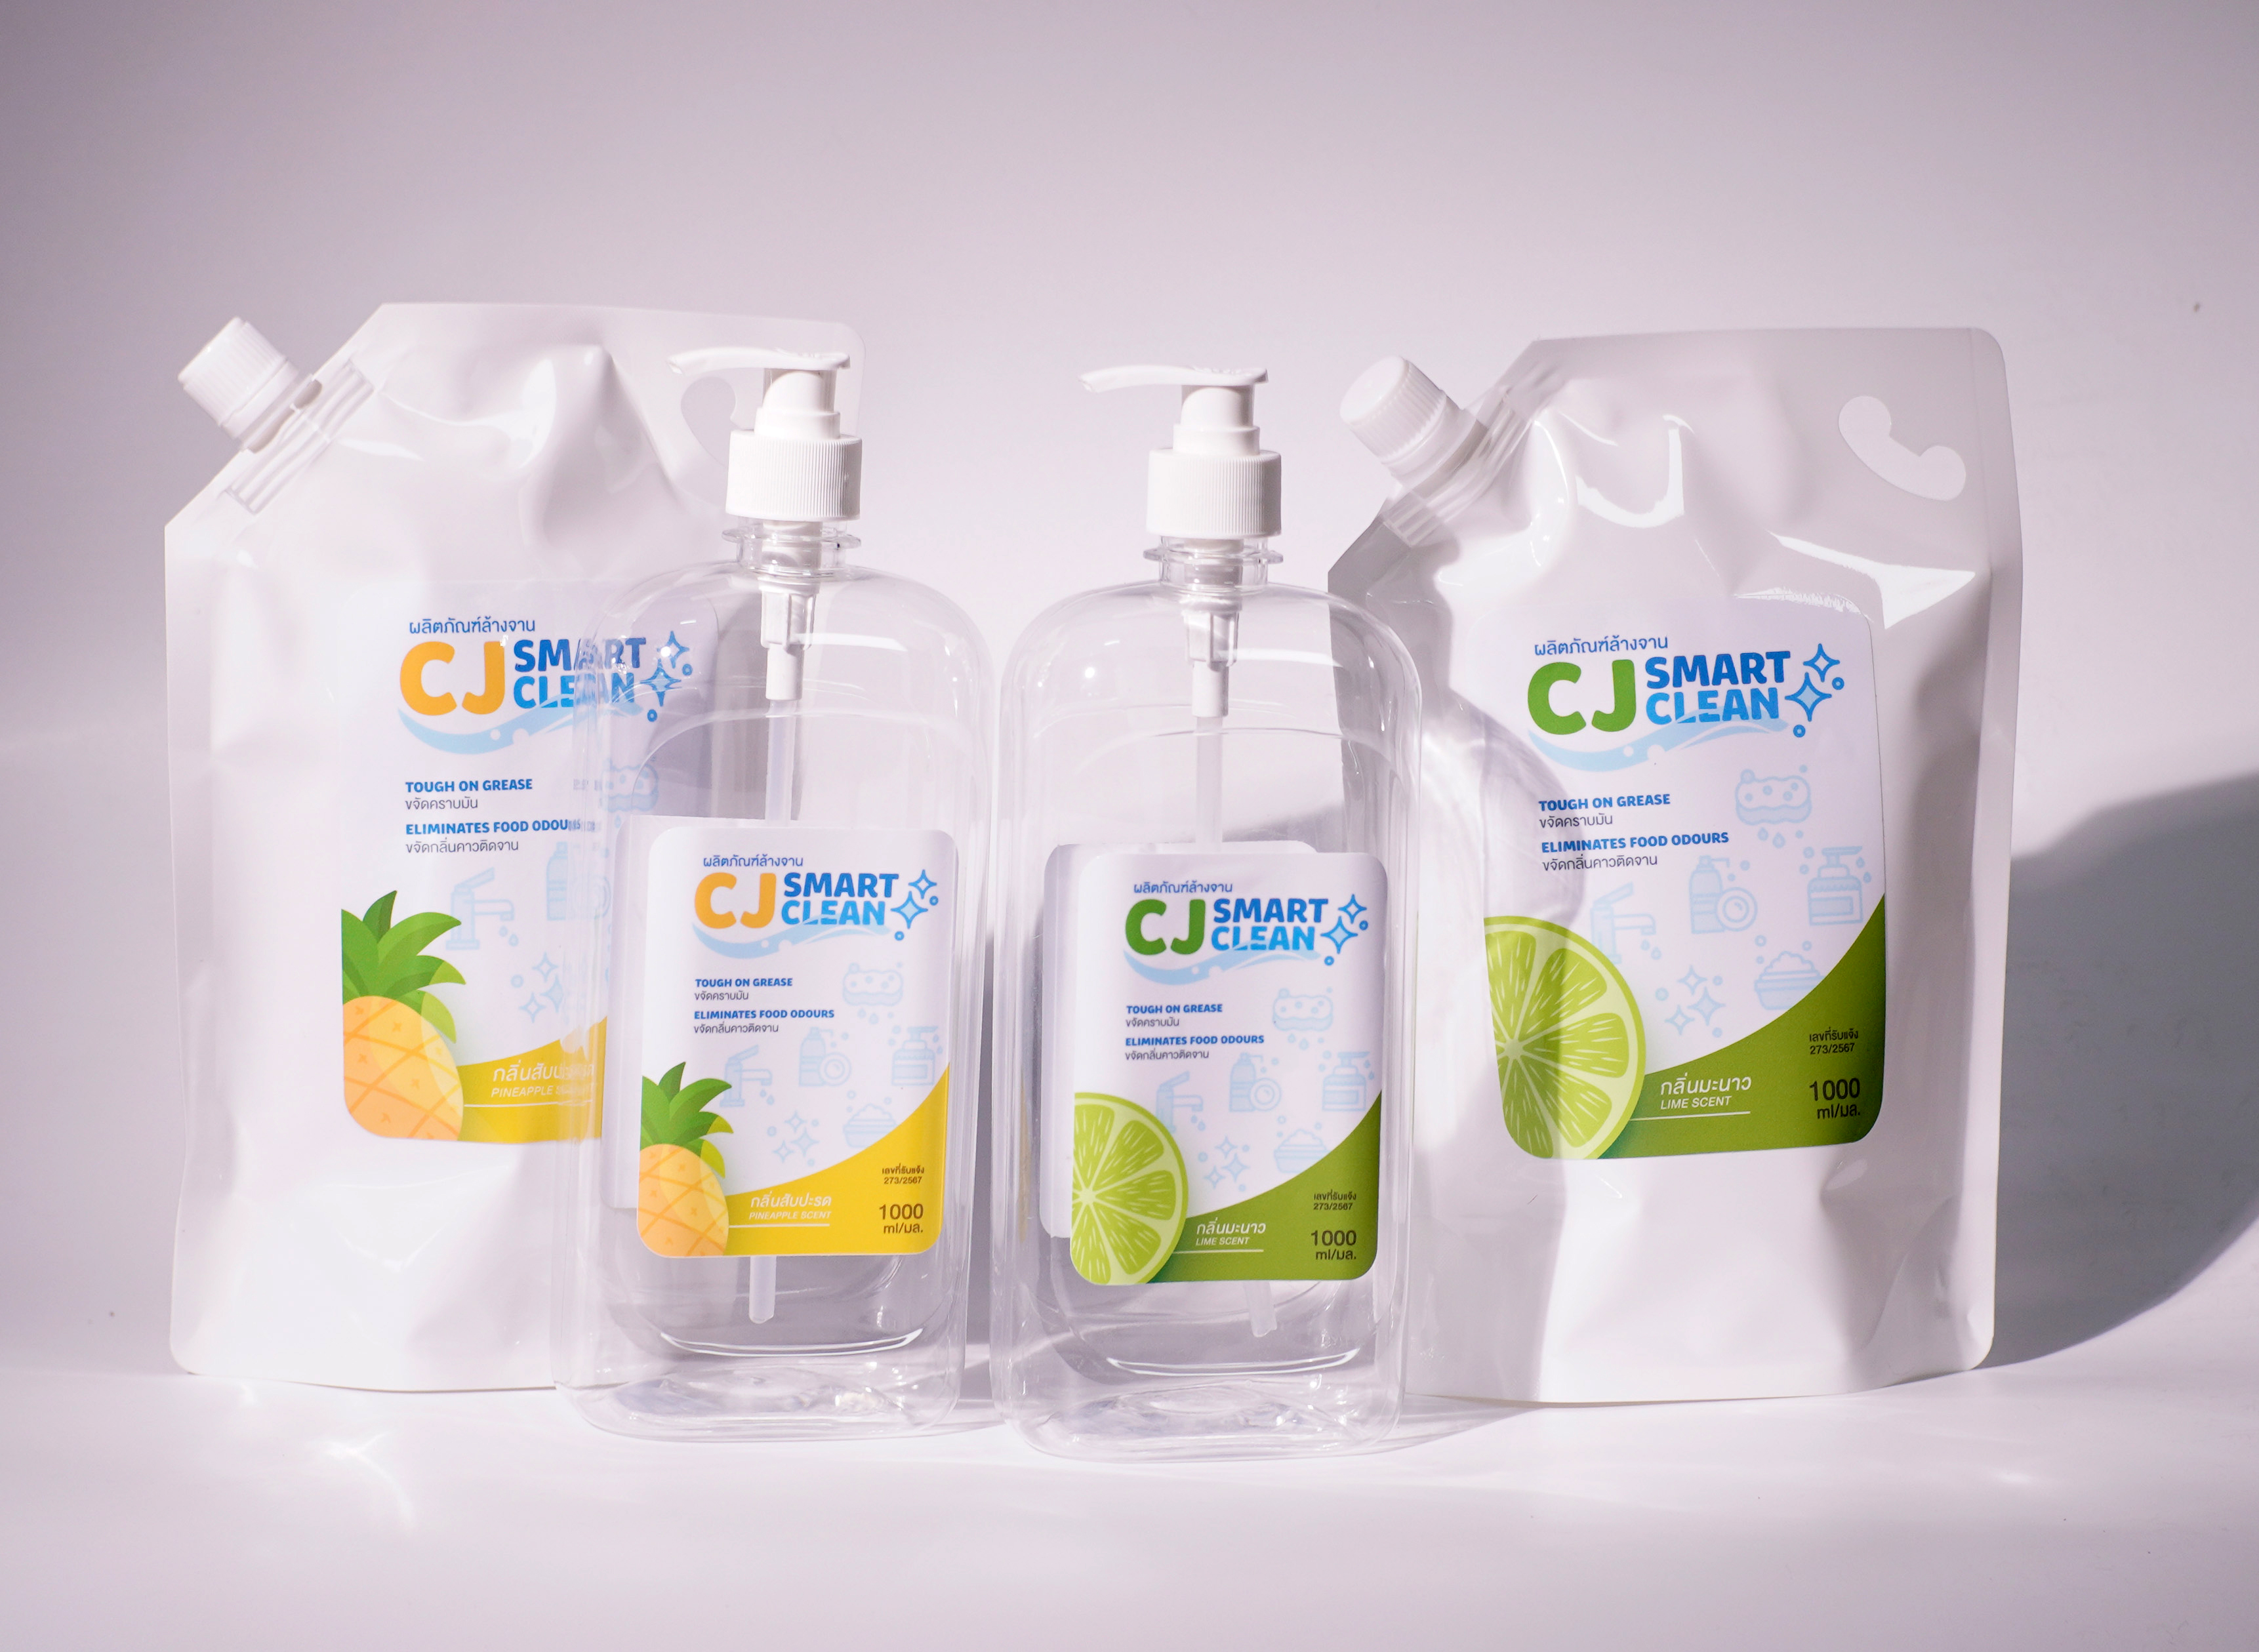 ผลิตภัณฑ์ล้างจาน
CJ SMART
CLEAN
TOUGH ON GREASE
ขจัดคราบมัน
ELIMINATES FOOD ODOURS
ขจัดกลิ่นคาวติดจาน
PINEAPPLE
ผลิตภัณฑ์ล้างจาน
CJ SMART
CLEAN
TOUGH ON GREASE
ขจัดคราบมัน
ELIMINATES FOOD ODOURS
ขจัดกลิ่นคาวติดจาน
เลขที่รับแจ้ง
273/2567
กลิ่นสับปะรด
PINEAPPLE SCENT
1000
ml/มล.
ผลิตภัณฑ์ล้างจาน
CJ SMART
CLEAN
TOUGH ON GREASE
ขจัดคราบมัน
ELIMINATES FOOD ODOURS
ขจัดกลิ่นคาวติดจาน
เลขที่รับแจ้ง
273/2567
กลิ่นมะนาว
LIME SCENT
1000
ml/มล.
ผลิตภัณฑ์ล้างจาน
CJ SMART
CLEAN
TOUGH ON GREASE
ขจัดคราบมัน
ELIMINATES FOOD ODOURS
ขจัดกลิ่นคาวติดจาน
เลขที่รับแจ้ง
273/2567
กลิ่นมะนาว
LIME SCENT
1000
ml/มล.